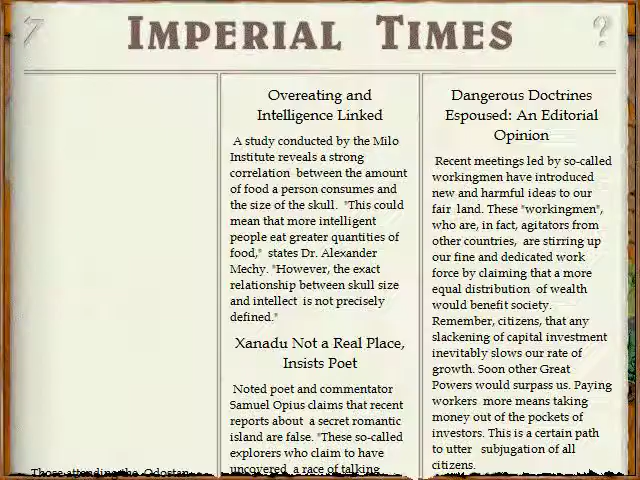 7
IMPERIAL TIMES
?
Those attending the Odostan
Overeating and
Intelligence Linked
A study conducted by the Milo
Institute reveals a strong
correlation between the amount
of food a person consumes and
the size of the skull. "This could
mean that more intelligent
people eat greater quantities of
food," states Dr. Alexander
Mechy. "However, the exact
relationship between skull size
and intellect is not precisely
defined."
Xanadu Not a Real Place,
Insists Poet
Noted poet and commentator
Samuel Opius claims that recent
reports about a secret romantic
island are false. "These so-called
explorers who claim to have
uncovered a race of talking
Dangerous Doctrines
Espoused: An Editorial
Opinion
Recent meetings led by so-called
workingmen have introduced
new and harmful ideas to our
fair land. These "workingmen",
who are, in fact, agitators from
other countries, are stirring up
our fine and dedicated work
force by claiming that a more
equal distribution of wealth
would benefit society.
Remember, citizens, that any
slackening of capital investment
inevitably slows our rate of
growth. Soon other Great
Powers would surpass us. Paying
workers more means taking
money out of the pockets of
investors. This is a certain path
to utter subjugation of all
citizens.